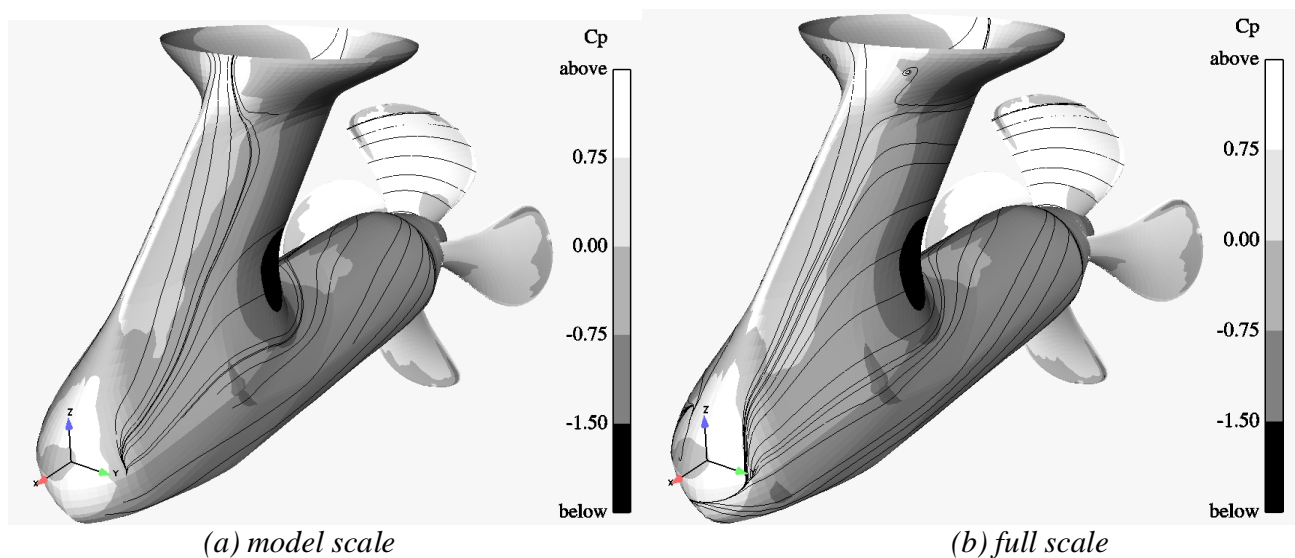 Cp
above
0.75
0.00
-0.75
-1.50
below
Z
Y
X
(a) model scale
Cp
above
0.75
0.00
-0.75
-1.50
below
Z
X
(b) full scale